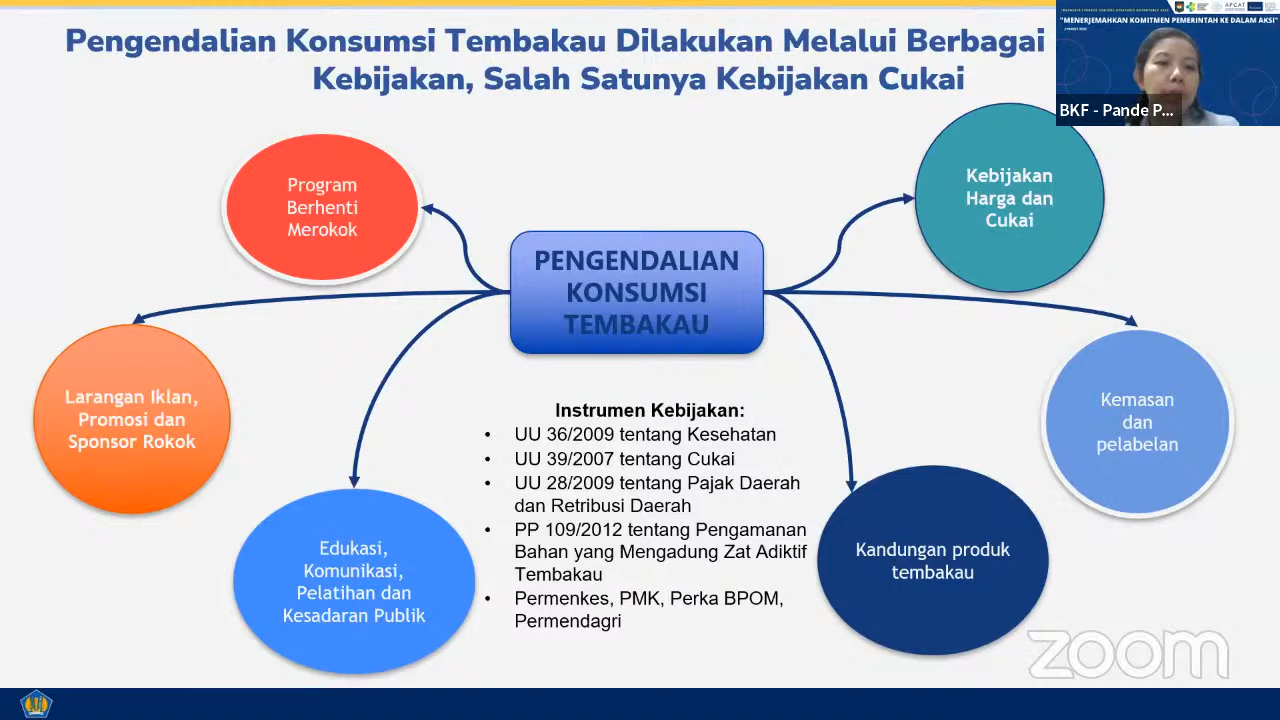 Pengendalian Konsumsi Tembakau Dilakukan Melalui Berbagai
Kebijakan, Salah Satunya Kebijakan Cukai
"MENERJEMAHKAN KOMITMEN PEMERINTAH KE DALAM AKSI"
BKF - Pande P...
Program
Berhenti
Merokok
Kebijakan
Harga dan
Cukai
PENGENDALIAN
KONSUMSI
TEMBAKAU
Larangan Iklan,
Promosi dan
Sponsor Rokok
Kemasan
dan
pelabelan
Edukasi,
Komunikasi,
Pelatihan dan
Kesadaran Publik
Instrumen Kebijakan:
• UU 36/2009 tentang Kesehatan
• UU 39/2007 tentang Cukai
• UU 28/2009 tentang Pajak Daerah
dan Retribusi Daerah
• PP 109/2012 tentang Pengamanan
Bahan yang Mengadung Zat Adiktif
Tembakau
• Permenkes, PMK, Perka BPOM,
Permendagri
Kandungan produk
tembakau
zoom